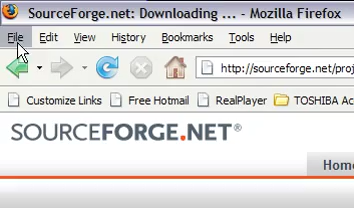 SourceForge.net: Downloading ... - Mozilla Firefox
File Edit View History Bookmarks Tools Help
http://sourceforge.net/proj
Customize Links Free Hotmail RealPlayer TOSHIBA Ac
SOURCEFORGE.NET®
Home